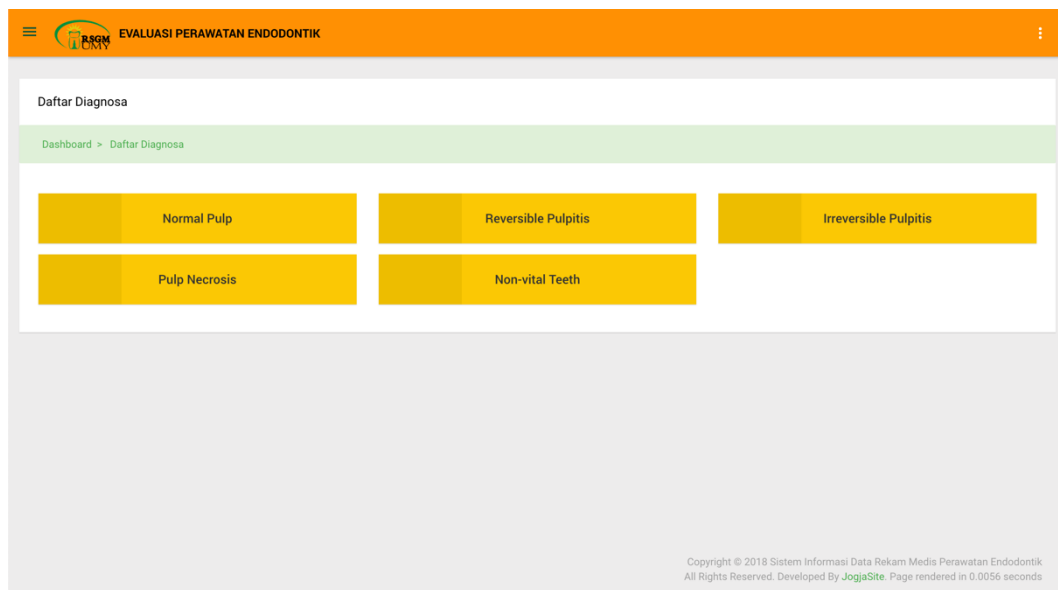 RSGM
UMY
EVALUASI PERAWATAN ENDODONTIK
Daftar Diagnosa
Dashboard > Daftar Diagnosa
Normal Pulp
Reversible Pulpitis
Irreversible Pulpitis
Pulp Necrosis
Non-vital Teeth
Copyright © 2018 Sistem Informasi Data Rekam Medis Perawatan Endodontik
All Rights Reserved. Developed By JogjaSite. Page rendered in 0.0056 seconds